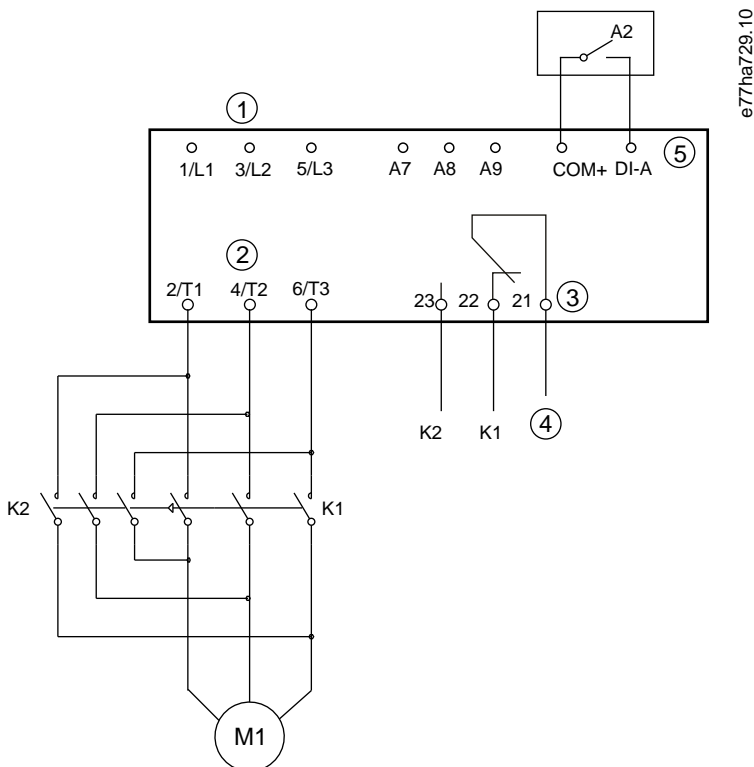 A2
e77ha729.10
1
1/L1 3/L2 5/L3 A7 A8 A9 COM+ DI-A 5
2
2/T1 4/T2 6/T3 23 22 21 3
K2 K1 4
K2 K1
M1